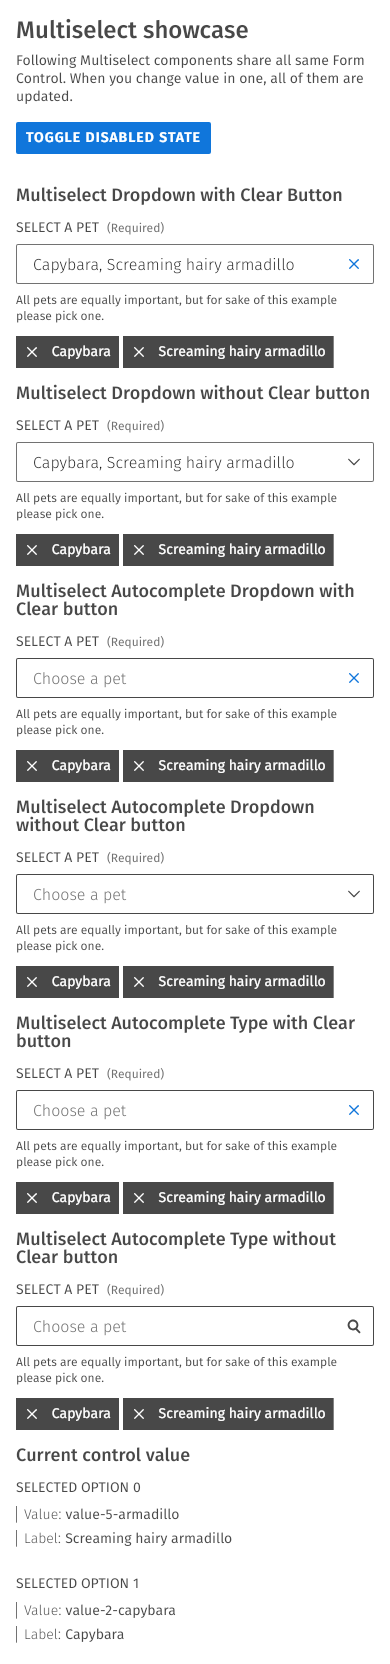 Multiselect showcase
Following Multiselect components share all same Form
Control. When you change value in one, all of them are
updated.
TOGGLE DISABLED STATE
Multiselect Dropdown with Clear Button
SELECT A PET (Required)
Capybara, Screaming hairy armadillo
All pets are equally important, but for sake of this example
please pick one.
Capybara Screaming hairy armadillo
Multiselect Dropdown without Clear button
SELECT A PET (Required)
Capybara, Screaming hairy armadillo
All pets are equally important, but for sake of this example
please pick one.
Capybara Screaming hairy armadillo
Multiselect Autocomplete Dropdown with
Clear button
SELECT A PET (Required)
Choose a pet
All pets are equally important, but for sake of this example
please pick one.
Capybara Screaming hairy armadillo
Multiselect Autocomplete Dropdown
without Clear button
SELECT A PET (Required)
Choose a pet
All pets are equally important, but for sake of this example
please pick one.
Capybara Screaming hairy armadillo
Multiselect Autocomplete Type with Clear
button
SELECT A PET (Required)
Choose a pet
All pets are equally important, but for sake of this example
please pick one.
Capybara Screaming hairy armadillo
Multiselect Autocomplete Type without
Clear button
SELECT A PET (Required)
Choose a pet
All pets are equally important, but for sake of this example
please pick one.
Capybara Screaming hairy armadillo
Current control value
SELECTED OPTION 0
Value: value-5-armadillo
Label: Screaming hairy armadillo
SELECTED OPTION 1
Value: value-2-capybara
Label: Capybara